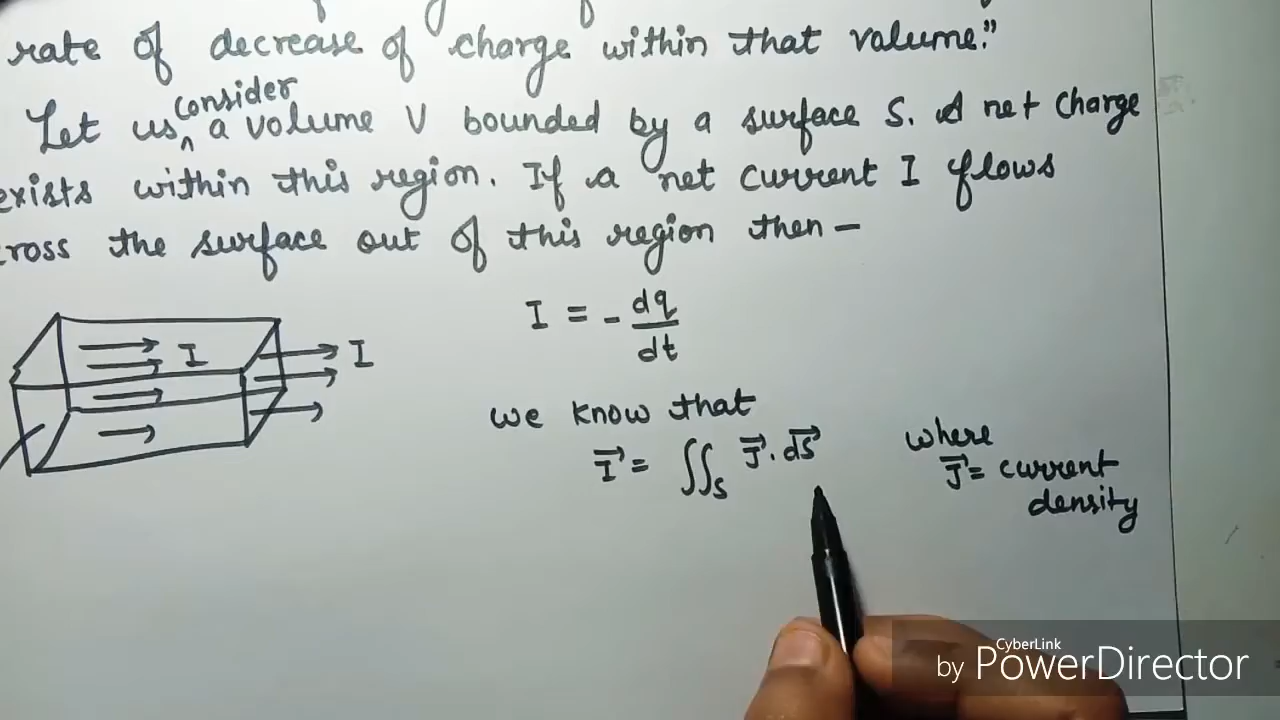 rate of decrease of charge within that volume."
Let us consider a volume V bounded by a surface S. A net charge
exists within this region. If a net current I flows
cross the surface out of this region then –
I = - dq/dt
I I
we know that
I⃗ = ∬S J⃗. dS⃗
where
J⃗ = current
density
CyberLink
by PowerDirector